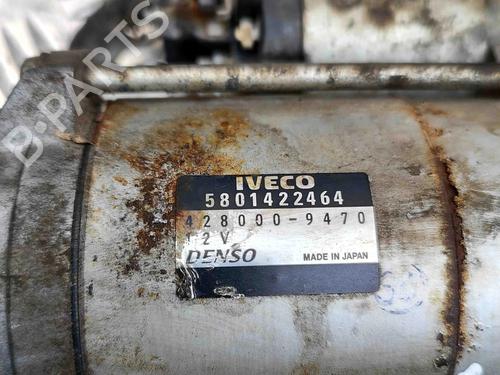 B-PARTS
IVECO
5801422464
428000-9470
12V
DENSO MADE IN JAPAN